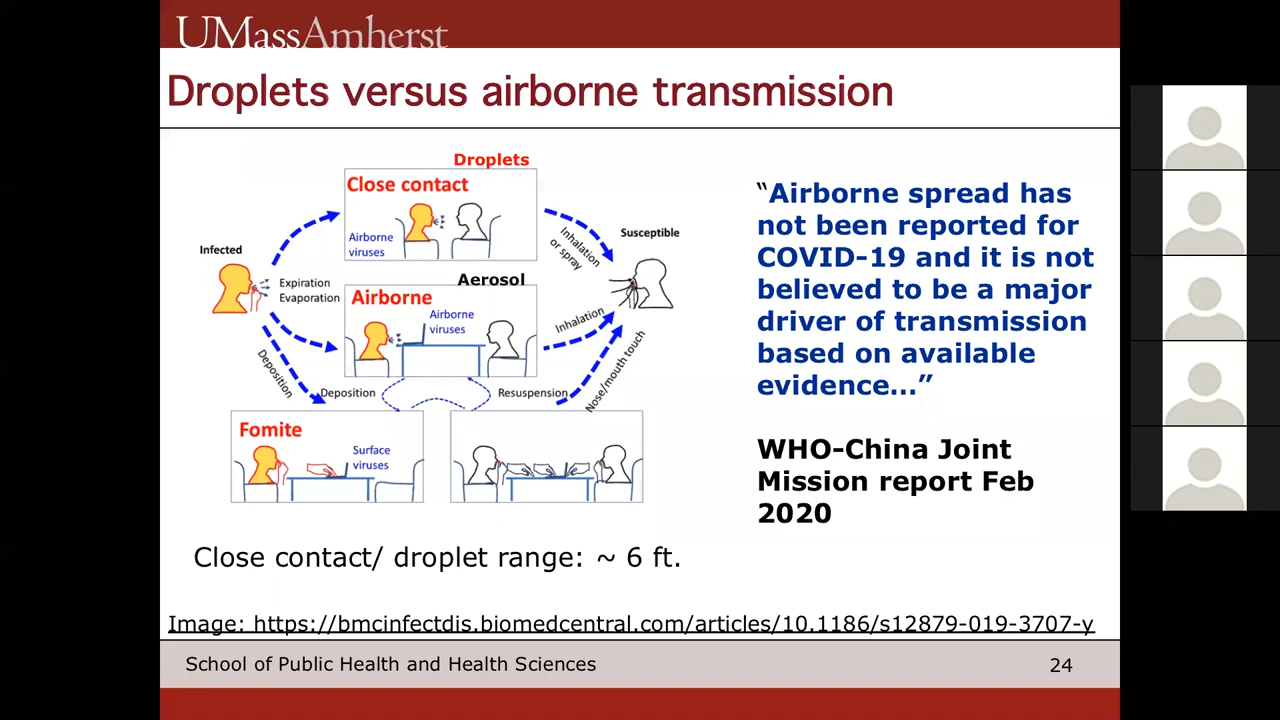 UMassAmherst
Droplets versus airborne transmission
Droplets
Close contact
Airborne
viruses
Inhalation
or spray
Infected
Susceptible
Expiration
Evaporation
Aerosol
Airborne
Airborne
viruses
Inhalation
Deposition
Deposition
Resuspension
Nose/mouth touch
Fomite
Surface
viruses
“Airborne spread has
not been reported for
COVID-19 and it is not
believed to be a major
driver of transmission
based on available
evidence…”
WHO-China Joint
Mission report Feb
2020
Close contact/ droplet range: ~ 6 ft.
Image: https://bmcinfectdis.biomedcentral.com/articles/10.1186/s12879-019-3707-y
School of Public Health and Health Sciences
24